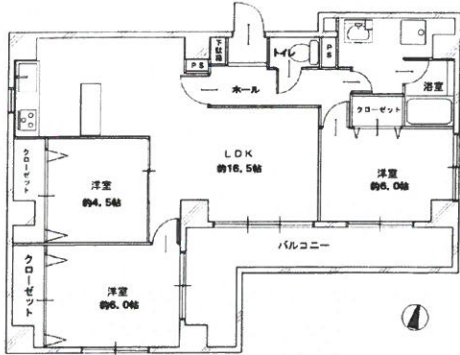 下駄箱
トイレ
PS
PS
ホール
浴室
クローゼット
LDK
約16.5帖
洋室
約6.0帖
クローゼット
洋室
約4.5帖
バルコニー
クローゼット
洋室
約6.0帖